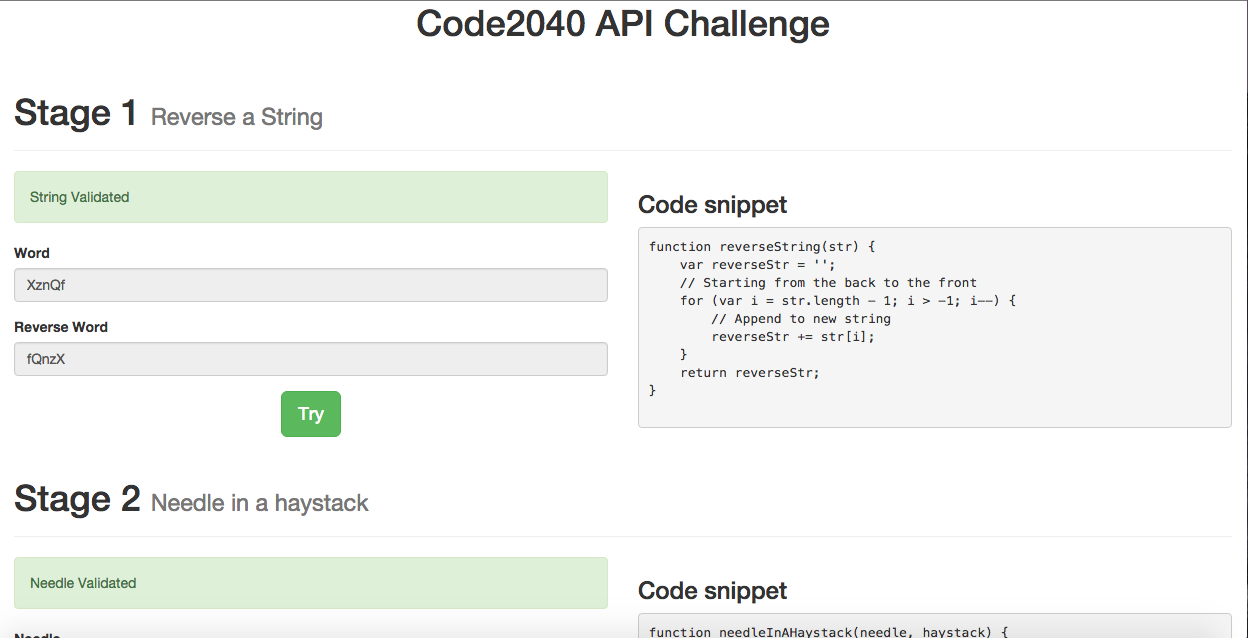 Code2040 API Challenge
Stage 1 Reverse a String
String Validated
Word
XznQf
Reverse Word
fQnzX
Try
Code snippet
function reverseString(str) {
    var reverseStr = '';
    // Starting from the back to the front
    for (var i = str.length - 1; i > -1; i--) {
        // Append to new string
        reverseStr += str[i];
    }
    return reverseStr;
}
Stage 2 Needle in a haystack
Needle Validated
Needle
Code snippet
function needleInAHaystack(needle, haystack) {